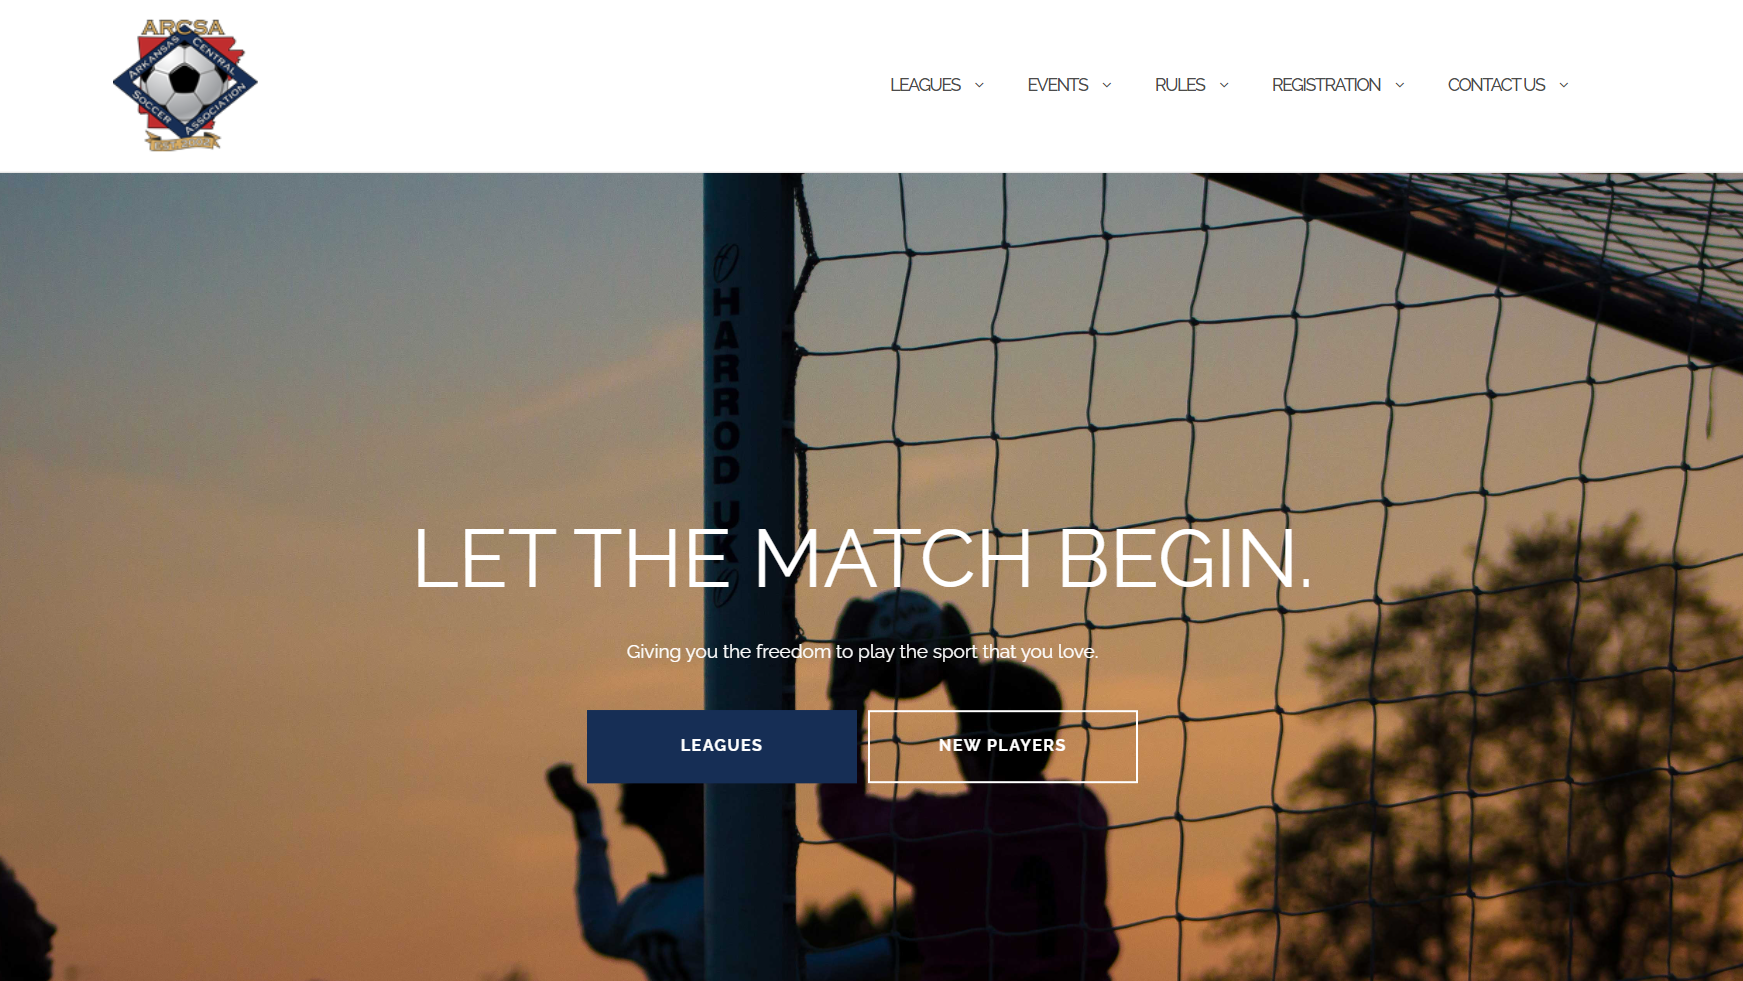 ARCSA
ARKANSAS CENTRAL
SOCCER ASSOCIATION
LEAGUES
EVENTS
RULES
REGISTRATION
CONTACT US
HARROD UK
LET THE MATCH BEGIN.
Giving you the freedom to play the sport that you love.
LEAGUES
NEW PLAYERS